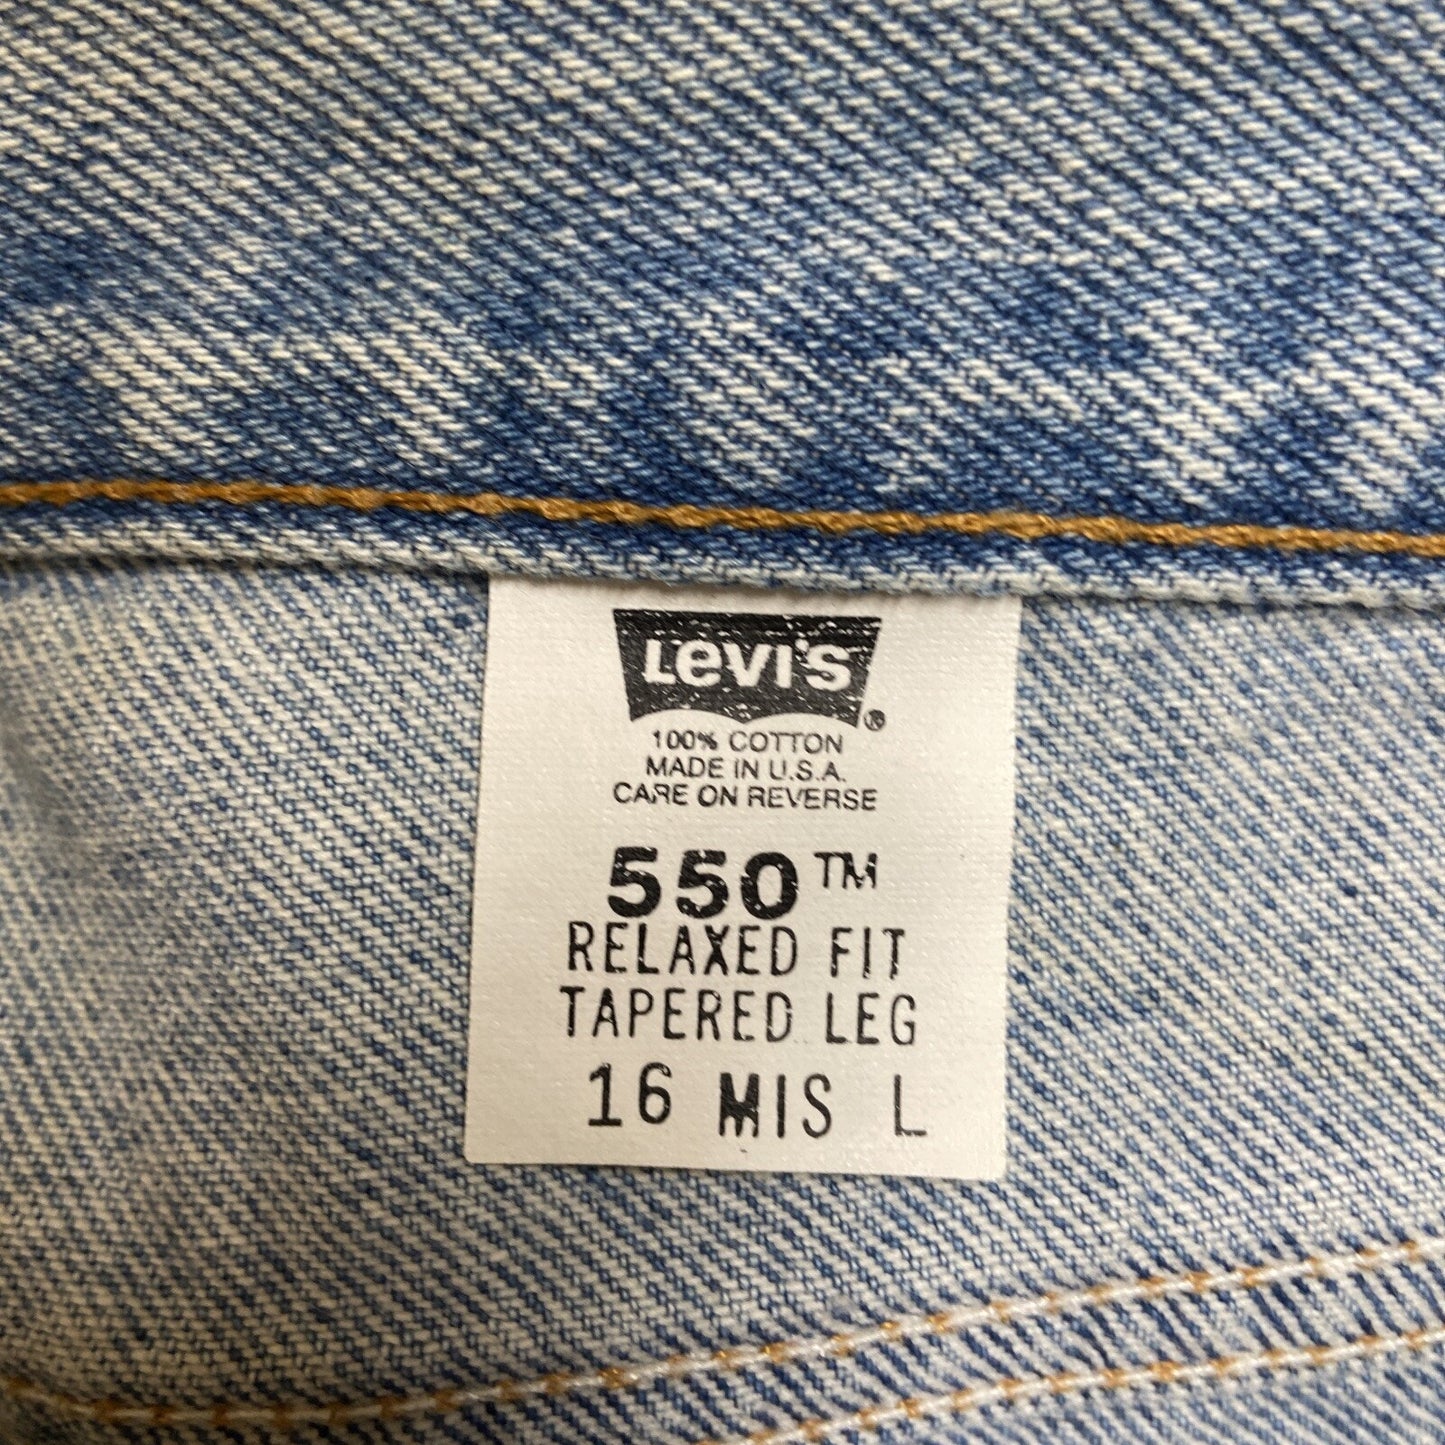 Levi's ®
100% COTTON
MADE IN U.S.A.
CARE ON REVERSE
550™
RELAXED FIT
TAPERED LEG
16 MIS L